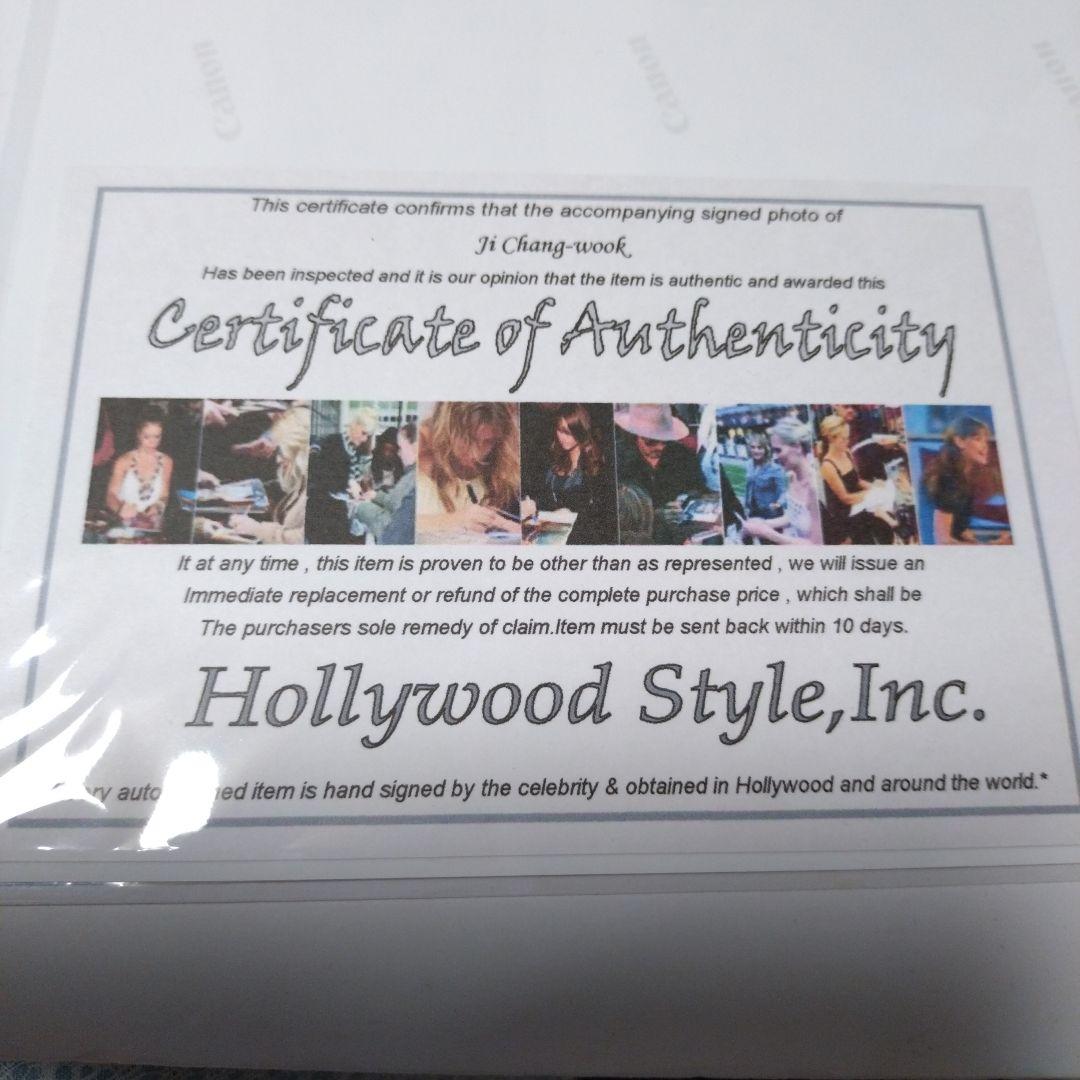 Canon Canon Canon
This certificate confirms that the accompanying signed photo of
Ji Chang-wook
Has been inspected and it is our opinion that the item is authentic and awarded this
Certificate of Authenticity
It at any time , this item is proven to be other than as represented , we will issue an
Immediate replacement or refund of the complete purchase price , which shall be
The purchasers sole remedy of claim.Item must be sent back within 10 days.
Hollywood Style,Inc.
item is hand signed by the celebrity & obtained in Hollywood and around the world.*